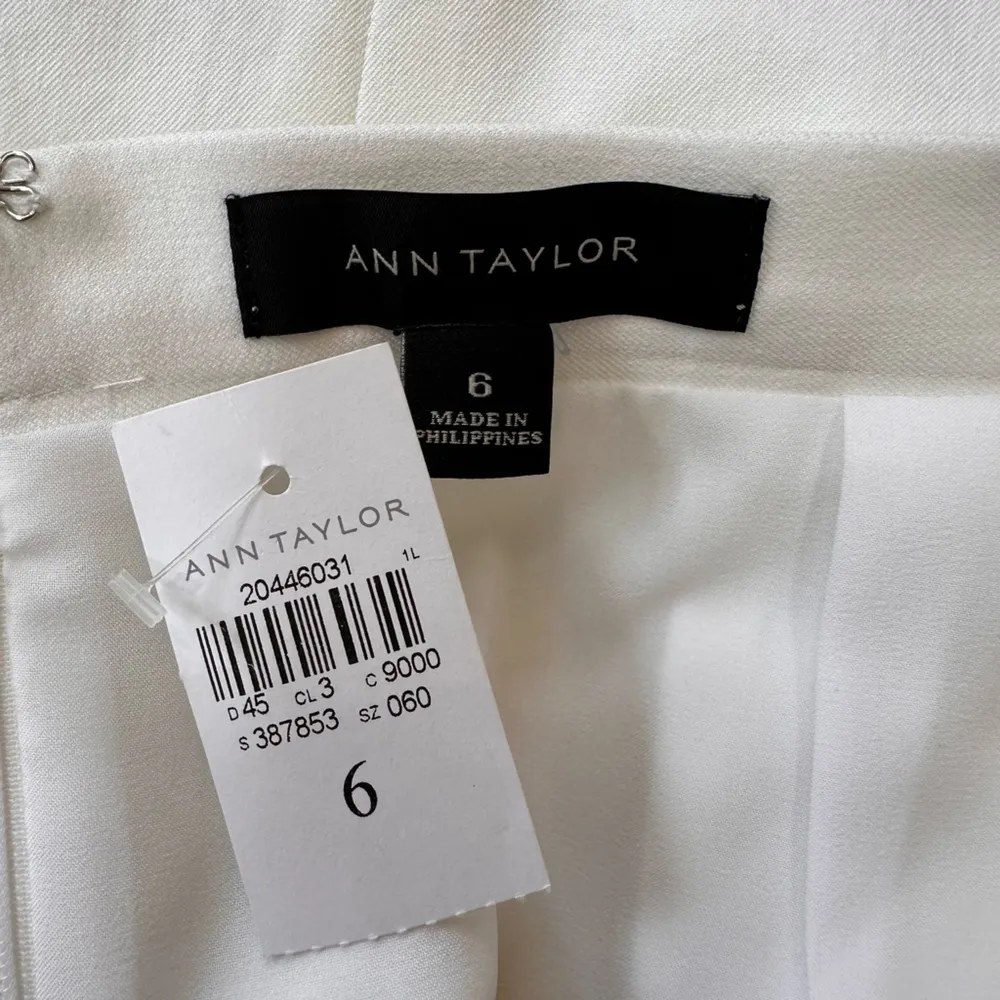 ANN TAYLOR
6
MADE IN
PHILIPPINES
ANN TAYLOR
20446031 1L
D 45 CL 3 C 9000
S 387853 SZ 060
6